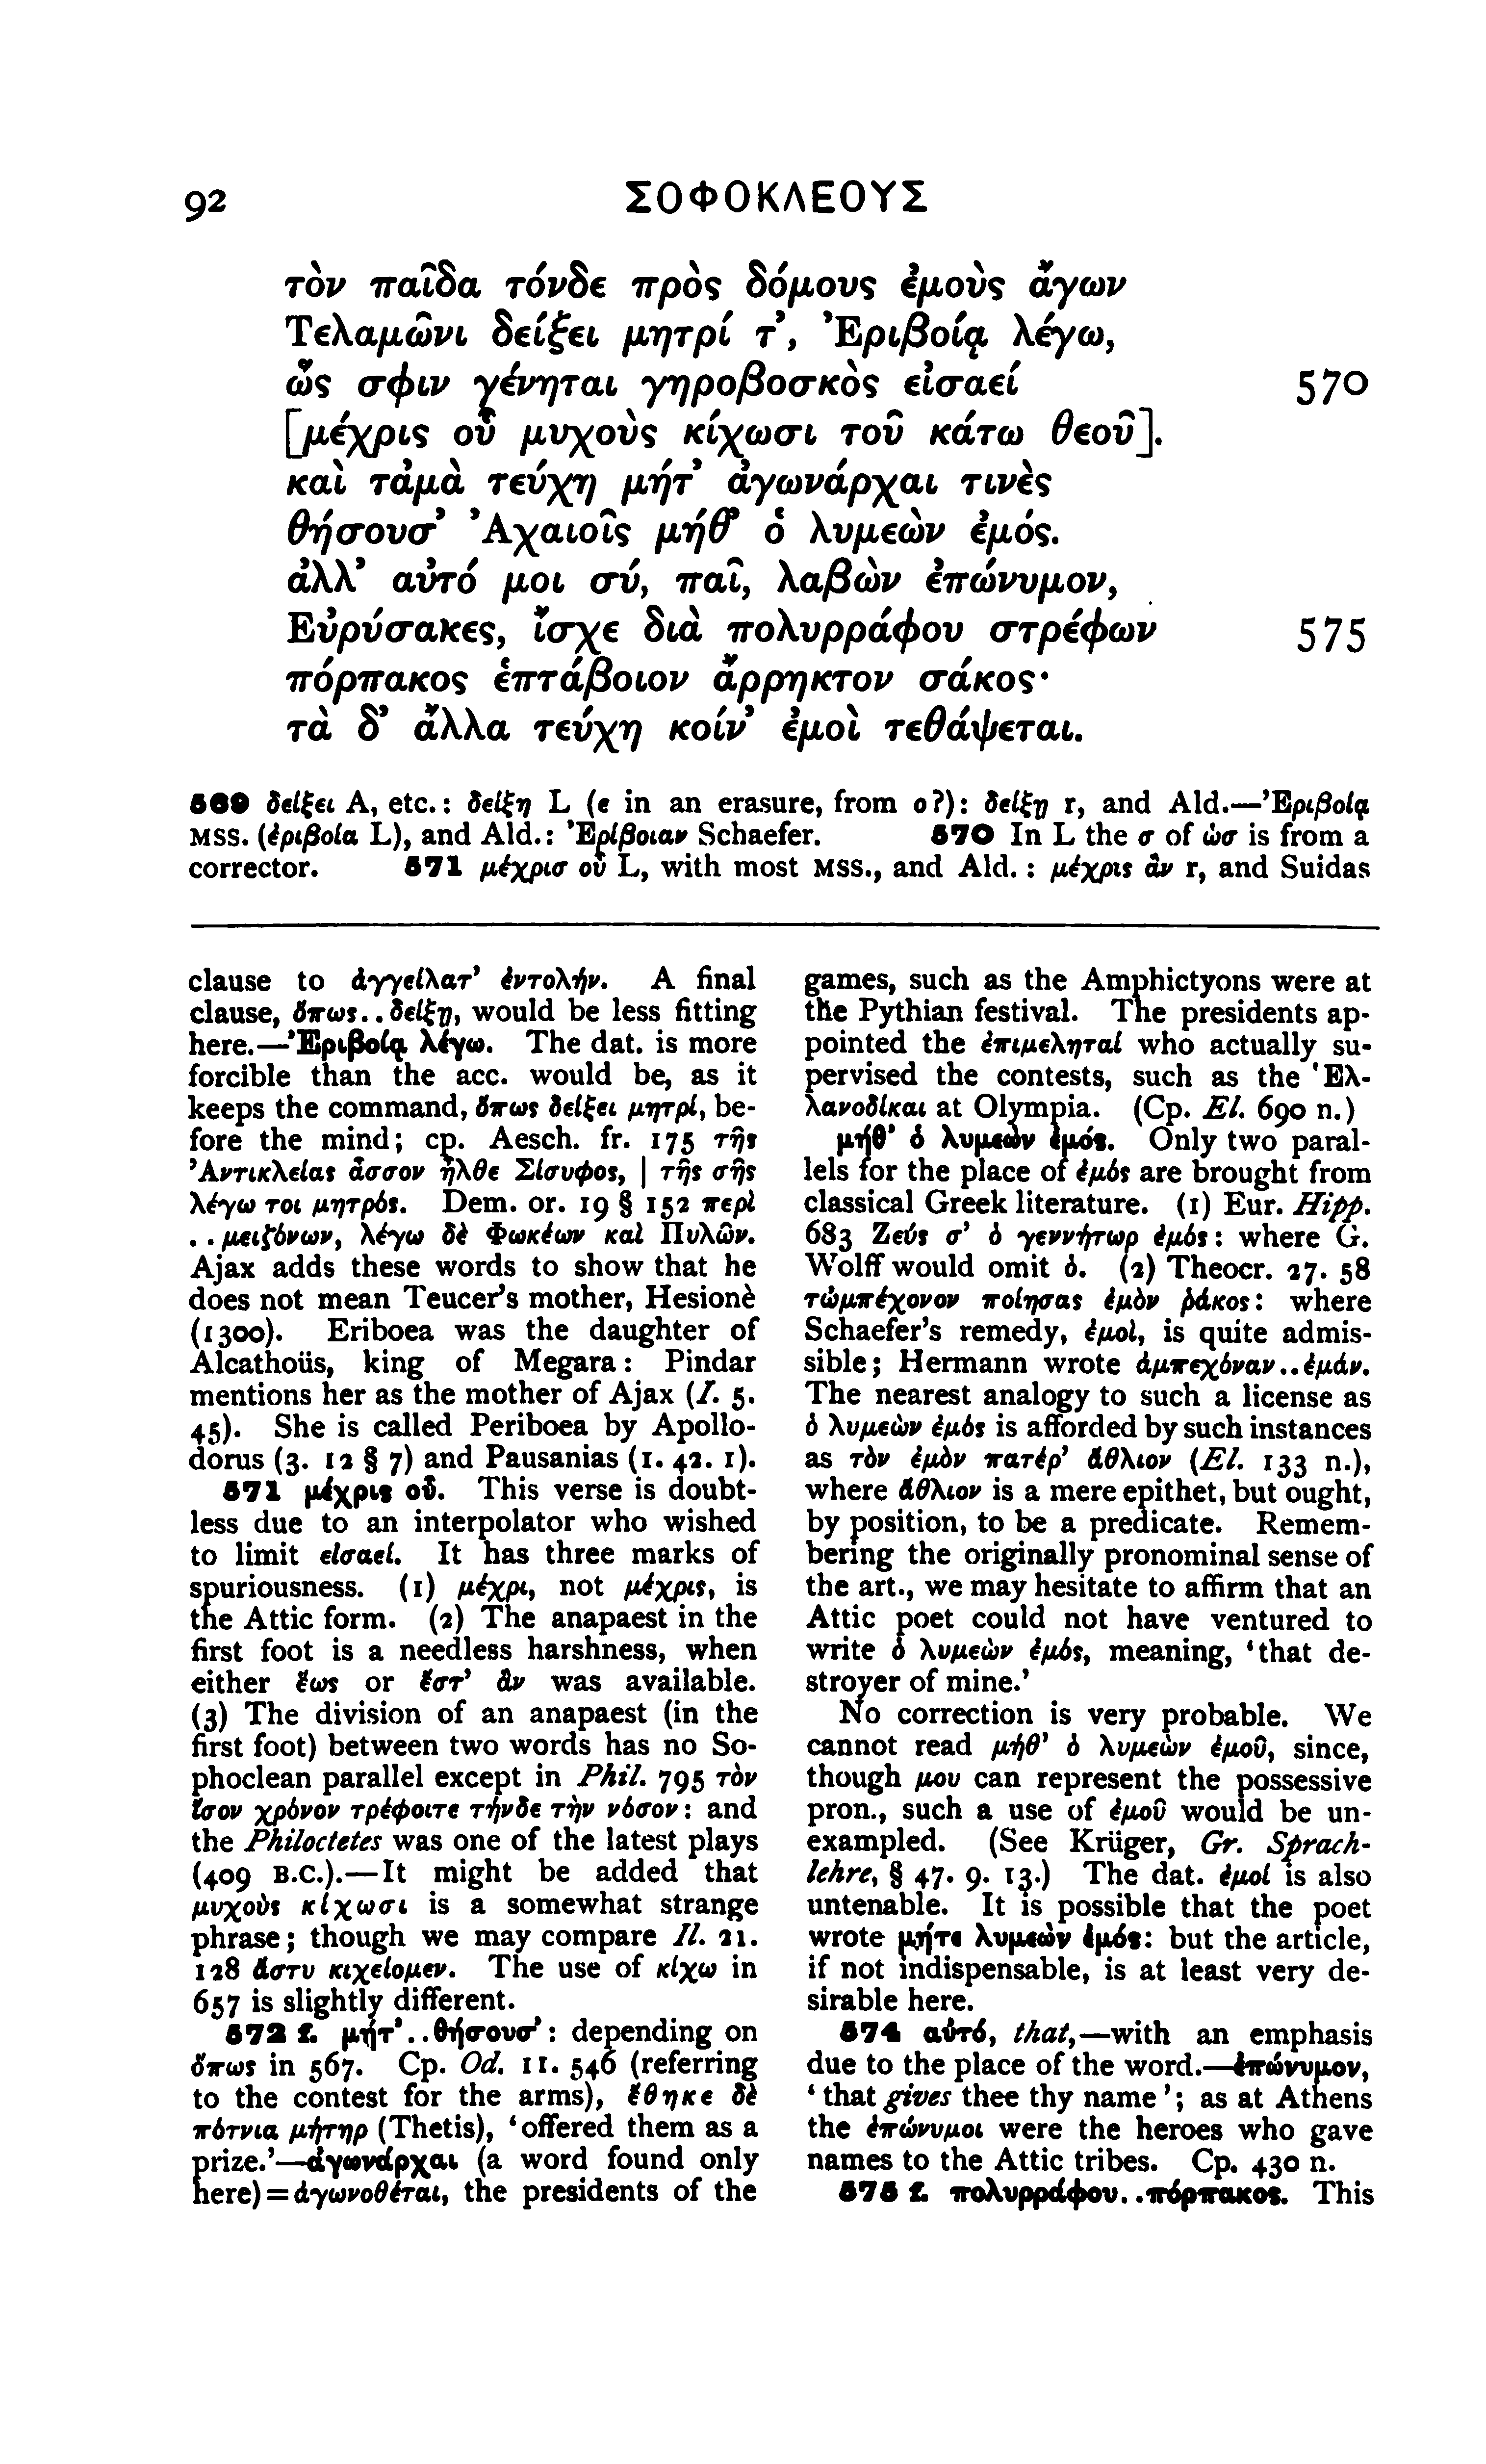 92 ΣΟΦΟΚΛΕΟΥΣ
τὸν παῖδα τόνδε πρὸς δόμους ἐμοὺς ἄγων
Τελαμῶνι δείξει μητρί τ', Ἐριβοίᾳ λέγω,
ὥς σφιν γένηται γηροβοσκὸς εἰσαεί 570
[μέχρις οὗ μυχοὺς κίχωσι τοῦ κάτω θεοῦ].
καὶ τἀμὰ τεύχη μήτ' ἀγωνάρχαι τινὲς
θήσουσ' Ἀχαιοῖς μήθ' ὁ λυμεὼν ἐμός.
ἀλλ' αὐτό μοι σύ, παῖ, λαβὼν ἐπώνυμον,
Εὐρύσακες, ἴσχε διὰ πολυρράφου στρέφων 575
πόρπακος ἑπτάβοιον ἄρρηκτον σάκος·
τὰ δ' ἄλλα τεύχη κοίν' ἐμοὶ τεθάψεται.
569 δείξει A, etc.: δείξη L (ε in an erasure, from ο?): δείξῃ r, and Ald.—Ἐριβοίᾳ
MSS. (ἐριβοία L), and Ald.: Ἐρίβοιαν Schaefer. 570 In L the σ of ὡσ is from a
corrector. 571 μέχρισ οὗ L, with most MSS., and Ald.: μέχρις ἂν r, and Suidas
clause to ἀγγείλατ' ἐντολήν. A final
clause, ὅπως..δείξῃ, would be less fitting
here.—Ἐριβοίᾳ λέγω. The dat. is more
forcible than the acc. would be, as it
keeps the command, ὅπως δείξει μητρί, be-
fore the mind; cp. Aesch. fr. 175 τῆς
Ἀντικλείας ἆσσον ἦλθε Σίσυφος, | τῆς σῆς
λέγω τοι μητρός. Dem. or. 19 § 152 περὶ
..μειζόνων, λέγω δὲ Φωκέων καὶ Πυλῶν.
Ajax adds these words to show that he
does not mean Teucer's mother, Hesionè
(1300). Eriboea was the daughter of
Alcathoüs, king of Megara: Pindar
mentions her as the mother of Ajax (I. 5.
45). She is called Periboea by Apollo-
dorus (3. 12 § 7) and Pausanias (1. 42. 1).
571 μέχρις οὗ. This verse is doubt-
less due to an interpolator who wished
to limit εἰσαεί. It has three marks of
spuriousness. (1) μέχρι, not μέχρις, is
the Attic form. (2) The anapaest in the
first foot is a needless harshness, when
either ἕως or ἔστ' ἂν was available.
(3) The division of an anapaest (in the
first foot) between two words has no So-
phoclean parallel except in Phil. 795 τὸν
ἴσον χρόνον τρέφοιτε τήνδε τὴν νόσον: and
the Philoctetes was one of the latest plays
(409 B.C.).—It might be added that
μυχοὺς κίχωσι is a somewhat strange
phrase; though we may compare Il. 21.
128 ἄστυ κιχείομεν. The use of κίχω in
657 is slightly different.
572 f. μήτ'..θήσουσ': depending on
ὅπως in 567. Cp. Od. 11. 546 (referring
to the contest for the arms), ἔθηκε δὲ
πότνια μήτηρ (Thetis), 'offered them as a
prize.'—ἀγωνάρχαι (a word found only
here)=ἀγωνοθέται, the presidents of the
games, such as the Amphictyons were at
the Pythian festival. The presidents ap-
pointed the ἐπιμεληταί who actually su-
pervised the contests, such as the Ἑλ-
λανοδίκαι at Olympia. (Cp. El. 690 n.)
μήθ' ὁ λυμεὼν ἐμός. Only two paral-
lels for the place of ἐμός are brought from
classical Greek literature. (1) Eur. Hipp.
683 Ζεύς σ' ὁ γεννήτωρ ἐμός: where G.
Wolff would omit ὁ. (2) Theocr. 27. 58
τὠμπέχονον ποίησας ἐμὸν ῥάκος: where
Schaefer's remedy, ἐμοί, is quite admis-
sible; Hermann wrote ἀμπεχόναν..ἐμάν.
The nearest analogy to such a license as
ὁ λυμεὼν ἐμός is afforded by such instances
as τὸν ἐμὸν πατέρ' ἄθλιον (El. 133 n.),
where ἄθλιον is a mere epithet, but ought,
by position, to be a predicate. Remem-
bering the originally pronominal sense of
the art., we may hesitate to affirm that an
Attic poet could not have ventured to
write ὁ λυμεὼν ἐμός, meaning, 'that de-
stroyer of mine.'
No correction is very probable. We
cannot read μήθ' ὁ λυμεὼν ἐμοῦ, since,
though μου can represent the possessive
pron., such a use of ἐμοῦ would be un-
exampled. (See Krüger, Gr. Sprach-
lehre, § 47. 9. 13.) The dat. ἐμοί is also
untenable. It is possible that the poet
wrote μήτε λυμεὼν ἐμός: but the article,
if not indispensable, is at least very de-
sirable here.
574 αὐτό, that,—with an emphasis
due to the place of the word.—ἐπώνυμον,
'that gives thee thy name'; as at Athens
the ἐπώνυμοι were the heroes who gave
names to the Attic tribes. Cp. 430 n.
575 f. πολυρράφου..πόρπακος. This